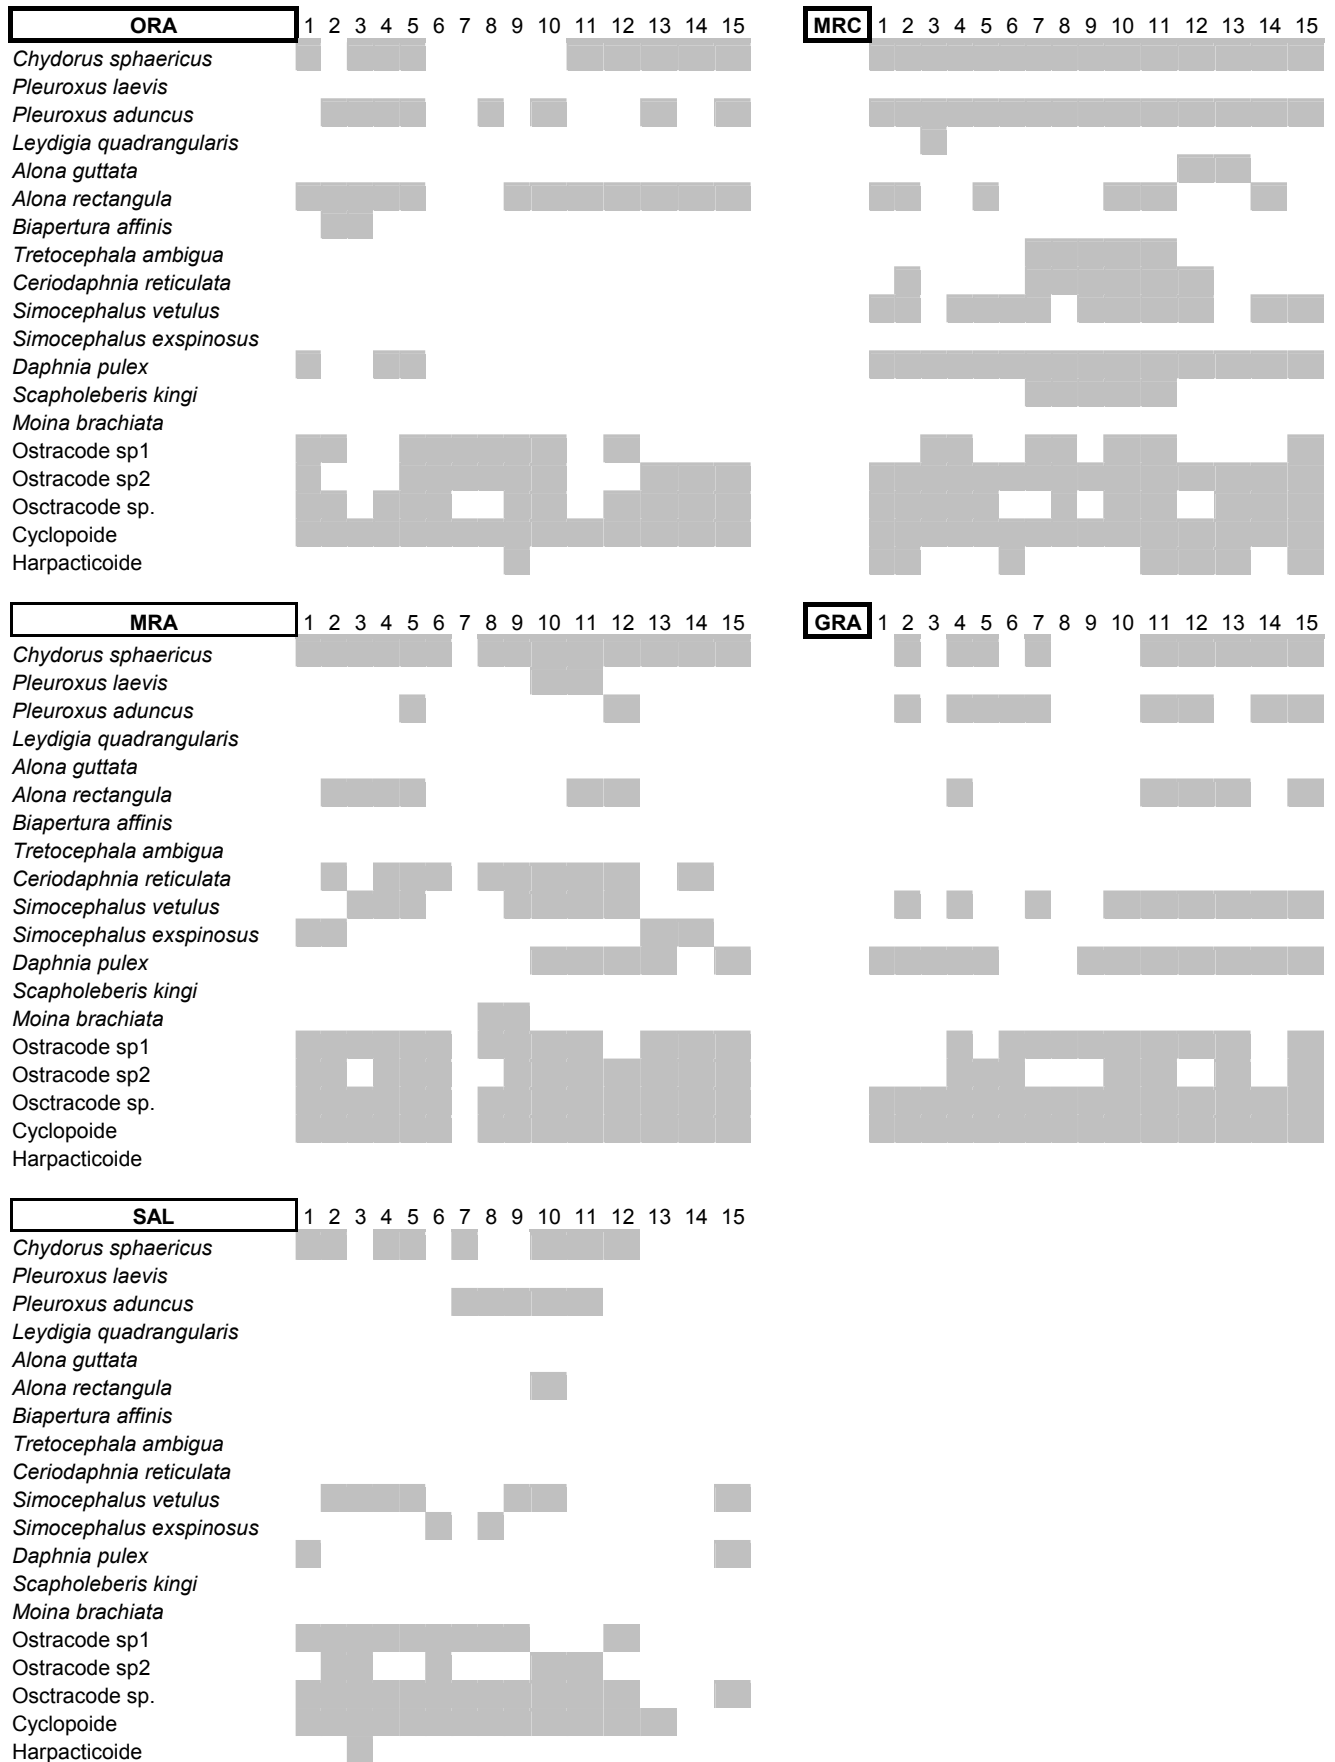 ORA 1 2 3 4 5 6 7 8 9 10 11 12 13 14 15
Chydorus sphaericus
Pleuroxus laevis
Pleuroxus aduncus
Leydigia quadrangularis
Alona guttata
Alona rectangula
Biapertura affinis
Tretocephala ambigua
Ceriodaphnia reticulata
Simocephalus vetulus
Simocephalus exspinosus
Daphnia pulex
Scapholeberis kingi
Moina brachiata
Ostracode sp1
Ostracode sp2
Osctracode sp.
Cyclopoide
Harpacticoide
MRC 1 2 3 4 5 6 7 8 9 10 11 12 13 14 15
MRA 1 2 3 4 5 6 7 8 9 10 11 12 13 14 15
Chydorus sphaericus
Pleuroxus laevis
Pleuroxus aduncus
Leydigia quadrangularis
Alona guttata
Alona rectangula
Biapertura affinis
Tretocephala ambigua
Ceriodaphnia reticulata
Simocephalus vetulus
Simocephalus exspinosus
Daphnia pulex
Scapholeberis kingi
Moina brachiata
Ostracode sp1
Ostracode sp2
Osctracode sp.
Cyclopoide
Harpacticoide
GRA 1 2 3 4 5 6 7 8 9 10 11 12 13 14 15
SAL 1 2 3 4 5 6 7 8 9 10 11 12 13 14 15
Chydorus sphaericus
Pleuroxus laevis
Pleuroxus aduncus
Leydigia quadrangularis
Alona guttata
Alona rectangula
Biapertura affinis
Tretocephala ambigua
Ceriodaphnia reticulata
Simocephalus vetulus
Simocephalus exspinosus
Daphnia pulex
Scapholeberis kingi
Moina brachiata
Ostracode sp1
Ostracode sp2
Osctracode sp.
Cyclopoide
Harpacticoide